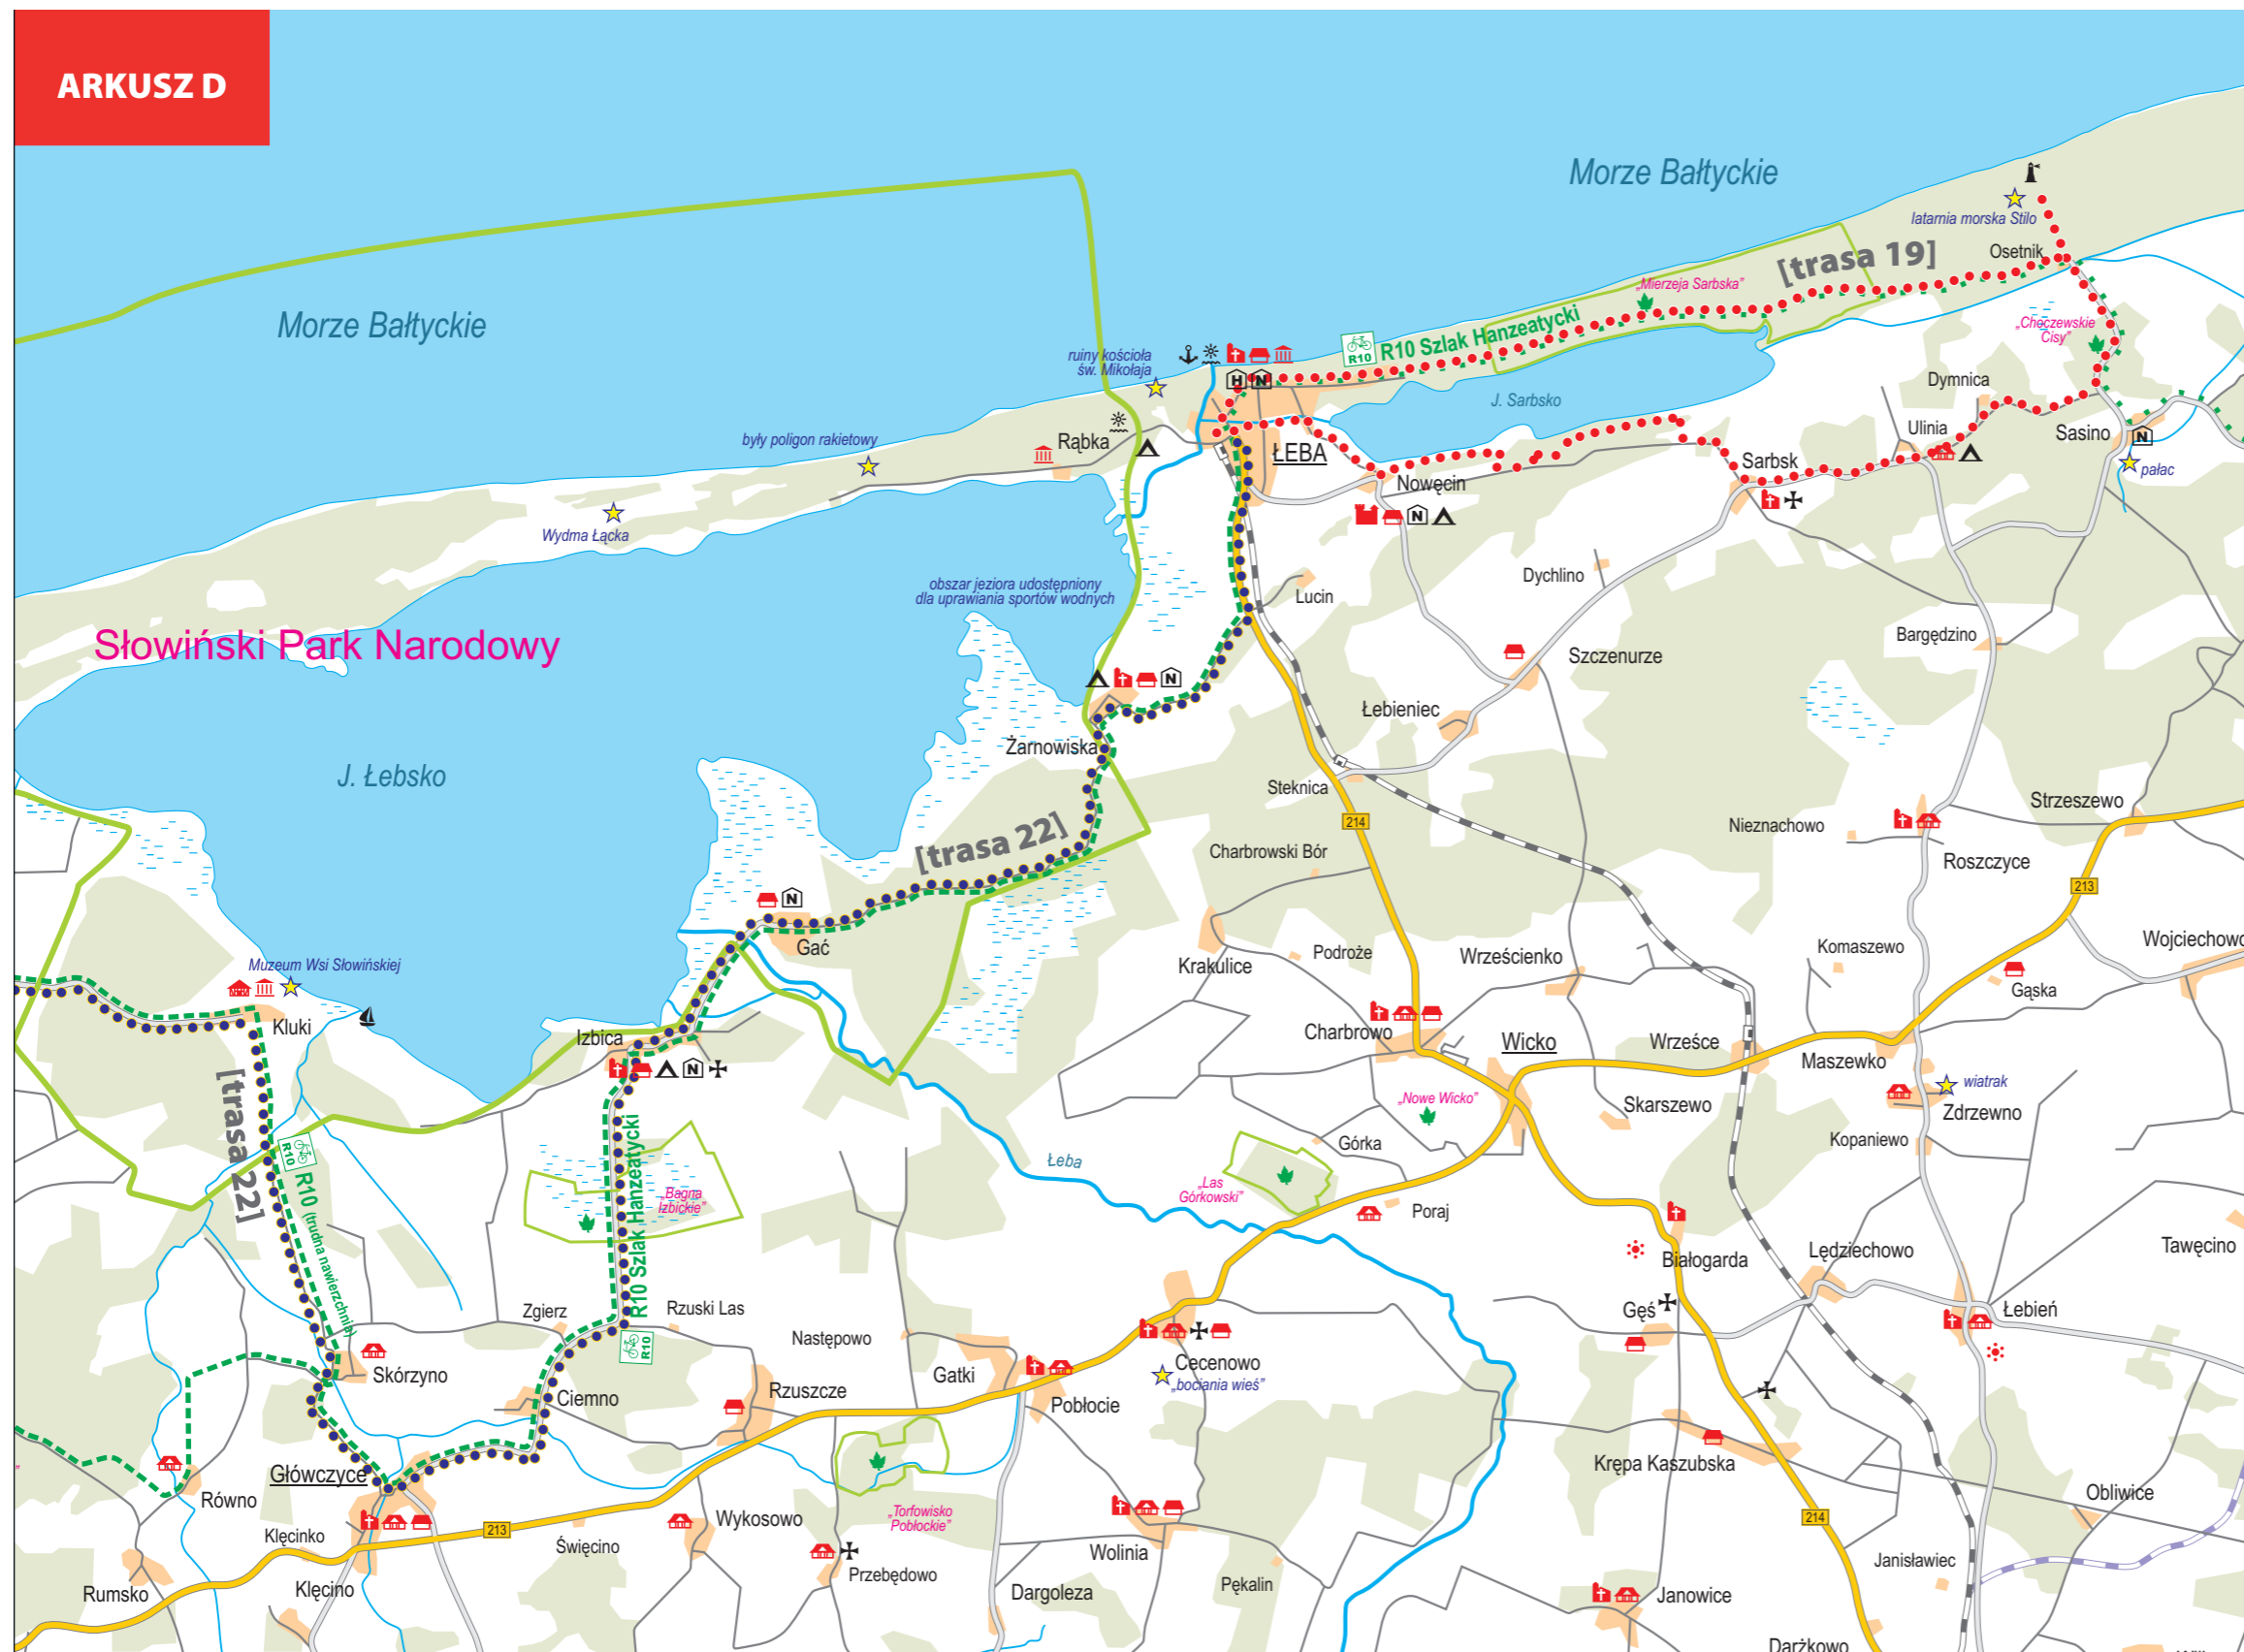 ARKUSZ D
Morze Bałtyckie
latarnia morska Stilo
Osetnik
[trasa 19]
„Mierzeja Sarbska”
Morze Bałtyckie
„Choczewskie
Cisy”
R10
R10 Szlak Hanzeatycki
ruiny kościoła
św. Mikołaja
H
N
Dymnica
J. Sarbsko
Ulinia
Sasino
N
były poligon rakietowy
Rąbka
ŁEBA
Sarbsk
pałac
Nowęcin
N
Wydma Łącka
obszar jeziora udostępniony
dla uprawiania sportów wodnych
Dychlino
Lucin
Słowiński Park Narodowy
Bargędzino
Szczenurze
N
Łebieniec
Żarnowiska
J. Łebsko
Steknica
Strzeszewo
214
Nieznachowo
[trasa 22]
Charbrowski Bór
Roszczyce
213
N
Gać
Podroże
Wrześcienko
Komaszewo
Wojciechowo
Krakulice
Muzeum Wsi Słowińskiej
Gąska
Kluki
Izbica
Charbrowo
Wicko
Wrześce
Maszewko
N
wiatrak
„Nowe Wicko”
Skarszewo
Zdrzewno
[trasa 22]
R10
R10 (trudna nawierzchnia)
Górka
Kopaniewo
Łeba
R10 Szlak Hanzeatycki
„Bagna
Izbickie”
„Las
Górkowski”
Poraj
Tawęcino
Białogarda
Lędziechowo
Zgierz
Rzuski Las
Gęś
Łebień
R10
Następowo
Skórzyno
Gatki
Cecenowo
„bociania wieś”
Ciemno
Rzuszcze
Pobłocie
Główczyce
Krępa Kaszubska
Równo
Obliwice
Klęcinko
213
Wykosowo
„Torfowisko
Pobłockie”
214
Święcino
Wolinia
Janisławiec
Rumsko
Klęcino
Przebędowo
Pękalin
Dargoleza
Janowice
Darżkowo